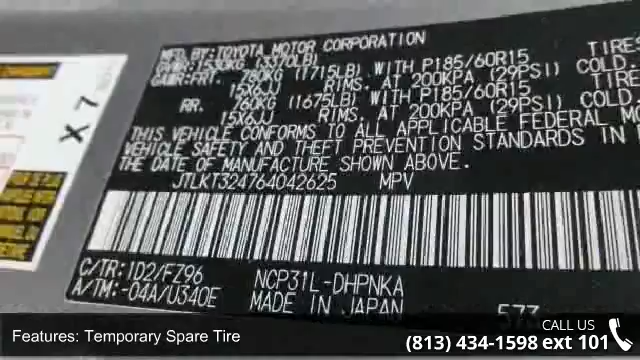 MFD.BY:TOYOTA MOTOR CORPORATION
GVWR:1530KG (3370LB)
GAWR:FRT. 780KG (1715LB) WITH P185/60R15 TIRES
15X6JJ RIMS, AT 200KPA (29PSI) COLD.
RR. 760KG (1675LB) WITH P185/60R15 TIRES
15X6JJ RIMS, AT 200KPA (29PSI) COLD.
THIS VEHICLE CONFORMS TO ALL APPLICABLE FEDERAL MO
VEHICLE SAFETY AND THEFT PREVENTION STANDARDS IN
THE DATE OF MANUFACTURE SHOWN ABOVE.
JTLKT324764042625 MPV
C/TR:1D2/FZ96 NCP31L-DHPNKA
A/TM:-04A/U340E MADE IN JAPAN 573
X 7
Features: Temporary Spare Tire
CALL US
(813) 434-1598 ext 101